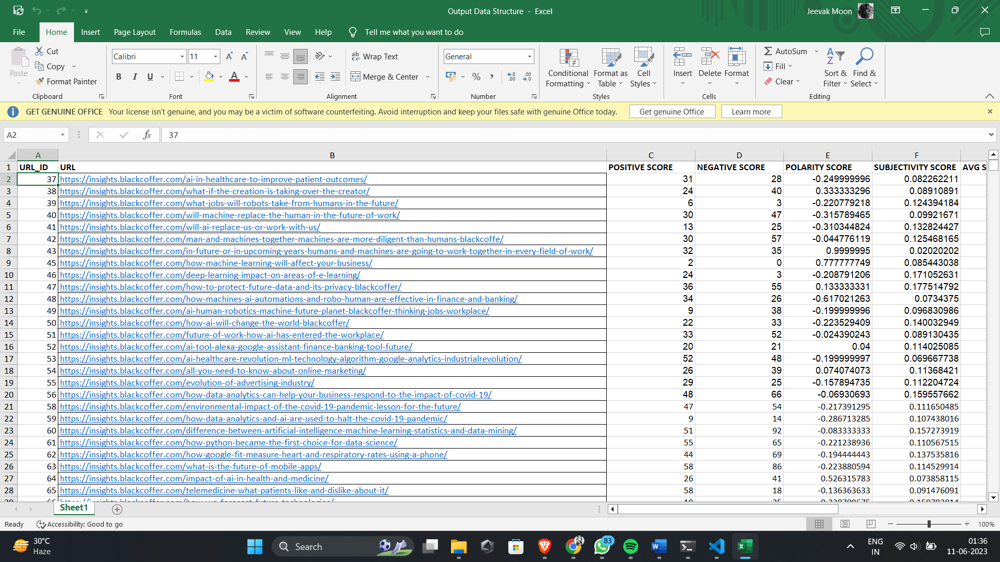 Output Data Structure - Excel
Jeevak Moon
File Home Insert Page Layout Formulas Data Review View Help Tell me what you want to do
Paste
Cut
Copy
Format Painter
Clipboard
Calibri 11
B I U
Font
Wrap Text
Merge & Center
Alignment
General
Number
Conditional Formatting
Format as Table
Cell Styles
Styles
Insert Delete Format
Cells
AutoSum
Fill
Clear
Sort & Filter
Find & Select
Editing
GET GENUINE OFFICE Your license isn't genuine, and you may be a victim of software counterfeiting. Avoid interruption and keep your files safe with genuine Office today. Get genuine Office Learn more
A2 fx 37
A B C D E F
1 URL_ID URL POSITIVE SCORE NEGATIVE SCORE POLARITY SCORE SUBJECTIVITY SCORE AVG S
2 37 https://insights.blackcoffer.com/ai-in-healthcare-to-improve-patient-outcomes/ 31 28 -0.249999996 0.082262211
3 38 https://insights.blackcoffer.com/what-if-the-creation-is-taking-over-the-creator/ 24 40 0.333333296 0.08910891
4 39 https://insights.blackcoffer.com/what-jobs-will-robots-take-from-humans-in-the-future/ 6 3 -0.220779218 0.124394184
5 40 https://insights.blackcoffer.com/will-machine-replace-the-human-in-the-future-of-work/ 30 47 -0.315789465 0.09921671
6 41 https://insights.blackcoffer.com/will-ai-replace-us-or-work-with-us/ 13 25 -0.310344824 0.132824427
7 42 https://insights.blackcoffer.com/man-and-machines-together-machines-are-more-diligent-than-humans-blackcoffe/ 30 57 -0.044776119 0.125468165
8 43 https://insights.blackcoffer.com/in-future-or-in-upcoming-years-humans-and-machines-are-going-to-work-together-in-every-field-of-work/ 32 35 0.9999995 0.02020202
9 45 https://insights.blackcoffer.com/how-machine-learning-will-affect-your-business/ 2 0 0.777777749 0.085443038
10 46 https://insights.blackcoffer.com/deep-learning-impact-on-areas-of-e-learning/ 24 3 -0.208791206 0.171052631
11 47 https://insights.blackcoffer.com/how-to-protect-future-data-and-its-privacy-blackcoffer/ 36 55 0.133333331 0.177514792
12 48 https://insights.blackcoffer.com/how-machines-ai-automations-and-robo-human-are-effective-in-finance-and-banking/ 34 26 -0.617021263 0.0734375
13 49 https://insights.blackcoffer.com/ai-human-robotics-machine-future-planet-blackcoffer-thinking-jobs-workplace/ 9 38 -0.199999996 0.096830986
14 50 https://insights.blackcoffer.com/how-ai-will-change-the-world-blackcoffer/ 22 33 -0.223529409 0.140032949
15 51 https://insights.blackcoffer.com/future-of-work-how-ai-has-entered-the-workplace/ 33 52 -0.024390243 0.089130435
16 52 https://insights.blackcoffer.com/ai-tool-alexa-google-assistant-finance-banking-tool-future/ 20 21 0.04 0.114025085
17 53 https://insights.blackcoffer.com/ai-healthcare-revolution-ml-technology-algorithm-google-analytics-industrialrevolution/ 52 48 -0.199999997 0.069667738
18 54 https://insights.blackcoffer.com/all-you-need-to-know-about-online-marketing/ 26 39 0.074074073 0.11368421
19 55 https://insights.blackcoffer.com/evolution-of-advertising-industry/ 29 25 -0.157894735 0.112204724
20 56 https://insights.blackcoffer.com/how-data-analytics-can-help-your-business-respond-to-the-impact-of-covid-19/ 48 66 -0.06930693 0.159557662
21 58 https://insights.blackcoffer.com/environmental-impact-of-the-covid-19-pandemic-lesson-for-the-future/ 47 54 -0.217391295 0.111650485
22 59 https://insights.blackcoffer.com/how-data-analytics-and-ai-are-used-to-halt-the-covid-19-pandemic/ 9 14 -0.286713285 0.107438016
23 60 https://insights.blackcoffer.com/difference-between-artificial-intelligence-machine-learning-statistics-and-data-mining/ 51 92 -0.083333333 0.157273919
24 61 https://insights.blackcoffer.com/how-python-became-the-first-choice-for-data-science/ 55 65 -0.221238936 0.110567515
25 62 https://insights.blackcoffer.com/how-google-fit-measure-heart-and-respiratory-rates-using-a-phone/ 44 69 -0.194444443 0.137535816
26 63 https://insights.blackcoffer.com/what-is-the-future-of-mobile-apps/ 58 86 -0.223880594 0.114529914
27 64 https://insights.blackcoffer.com/impact-of-ai-in-health-and-medicine/ 26 41 0.526315783 0.073858115
28 65 https://insights.blackcoffer.com/telemedicine-what-patients-like-and-dislike-about-it/ 58 18 -0.136363633 0.091476091
Sheet1
Ready Accessibility: Good to go 100%
30°C
Haze
Search
83
ENG
IN
01:36
11-06-2023